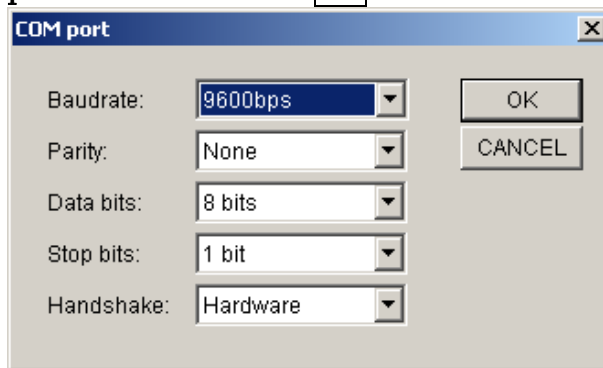 COM port
Baudrate: 9600bps OK
Parity: None CANCEL
Data bits: 8 bits
Stop bits: 1 bit
Handshake: Hardware